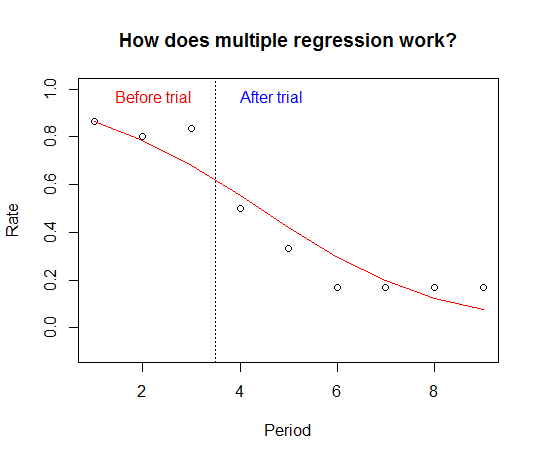 How does multiple regression work?
Before trial
After trial
Rate
1.0
0.8
0.6
0.4
0.2
0.0
2
4
6
8
Period